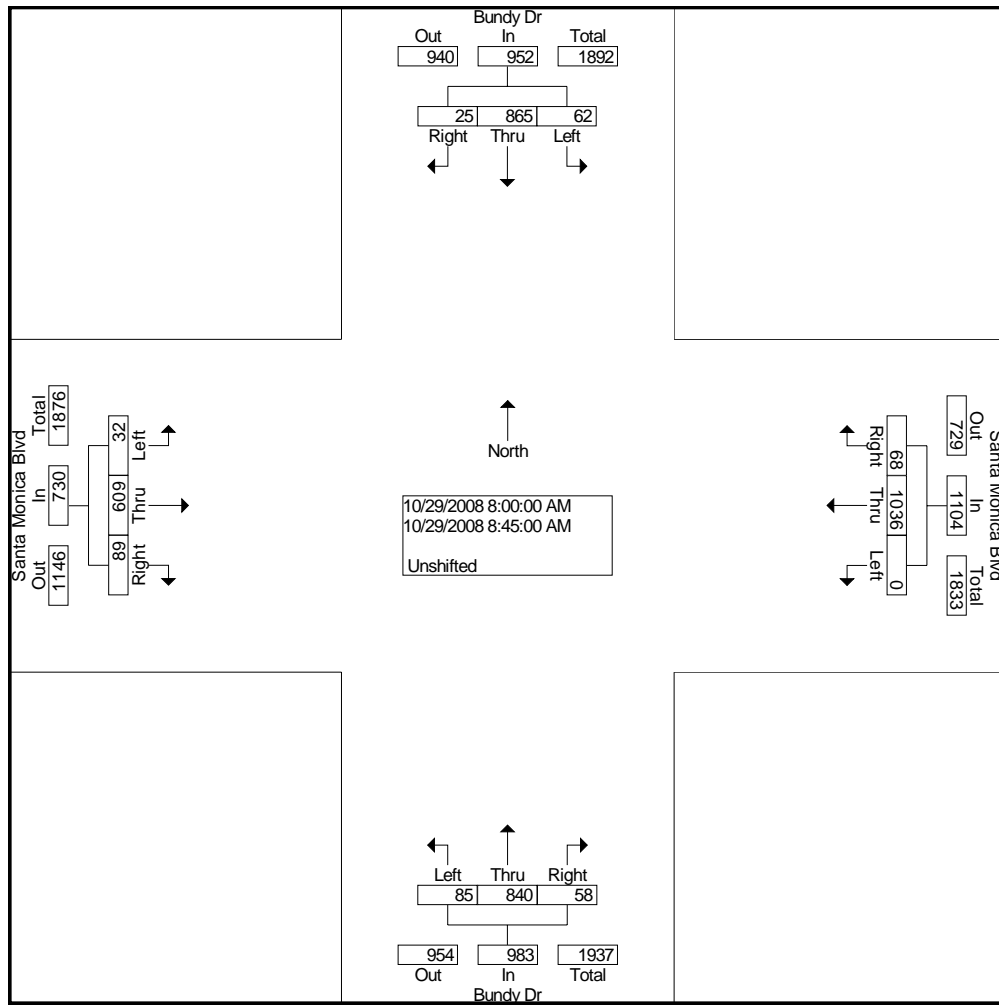 Bundy Dr
Out In Total
940 952 1892
25 865 62
Right Thru Left
Santa Monica Blvd
Total In Out
1876 730 1146
32 609 89
Left Thru Right
North
10/29/2008 8:00:00 AM
10/29/2008 8:45:00 AM
Unshifted
Right Thru Left
68 1036 0
Out In Total
729 1104 1833
Santa Monica Blvd
Left Thru Right
85 840 58
954 983 1937
Out In Total
Bundy Dr